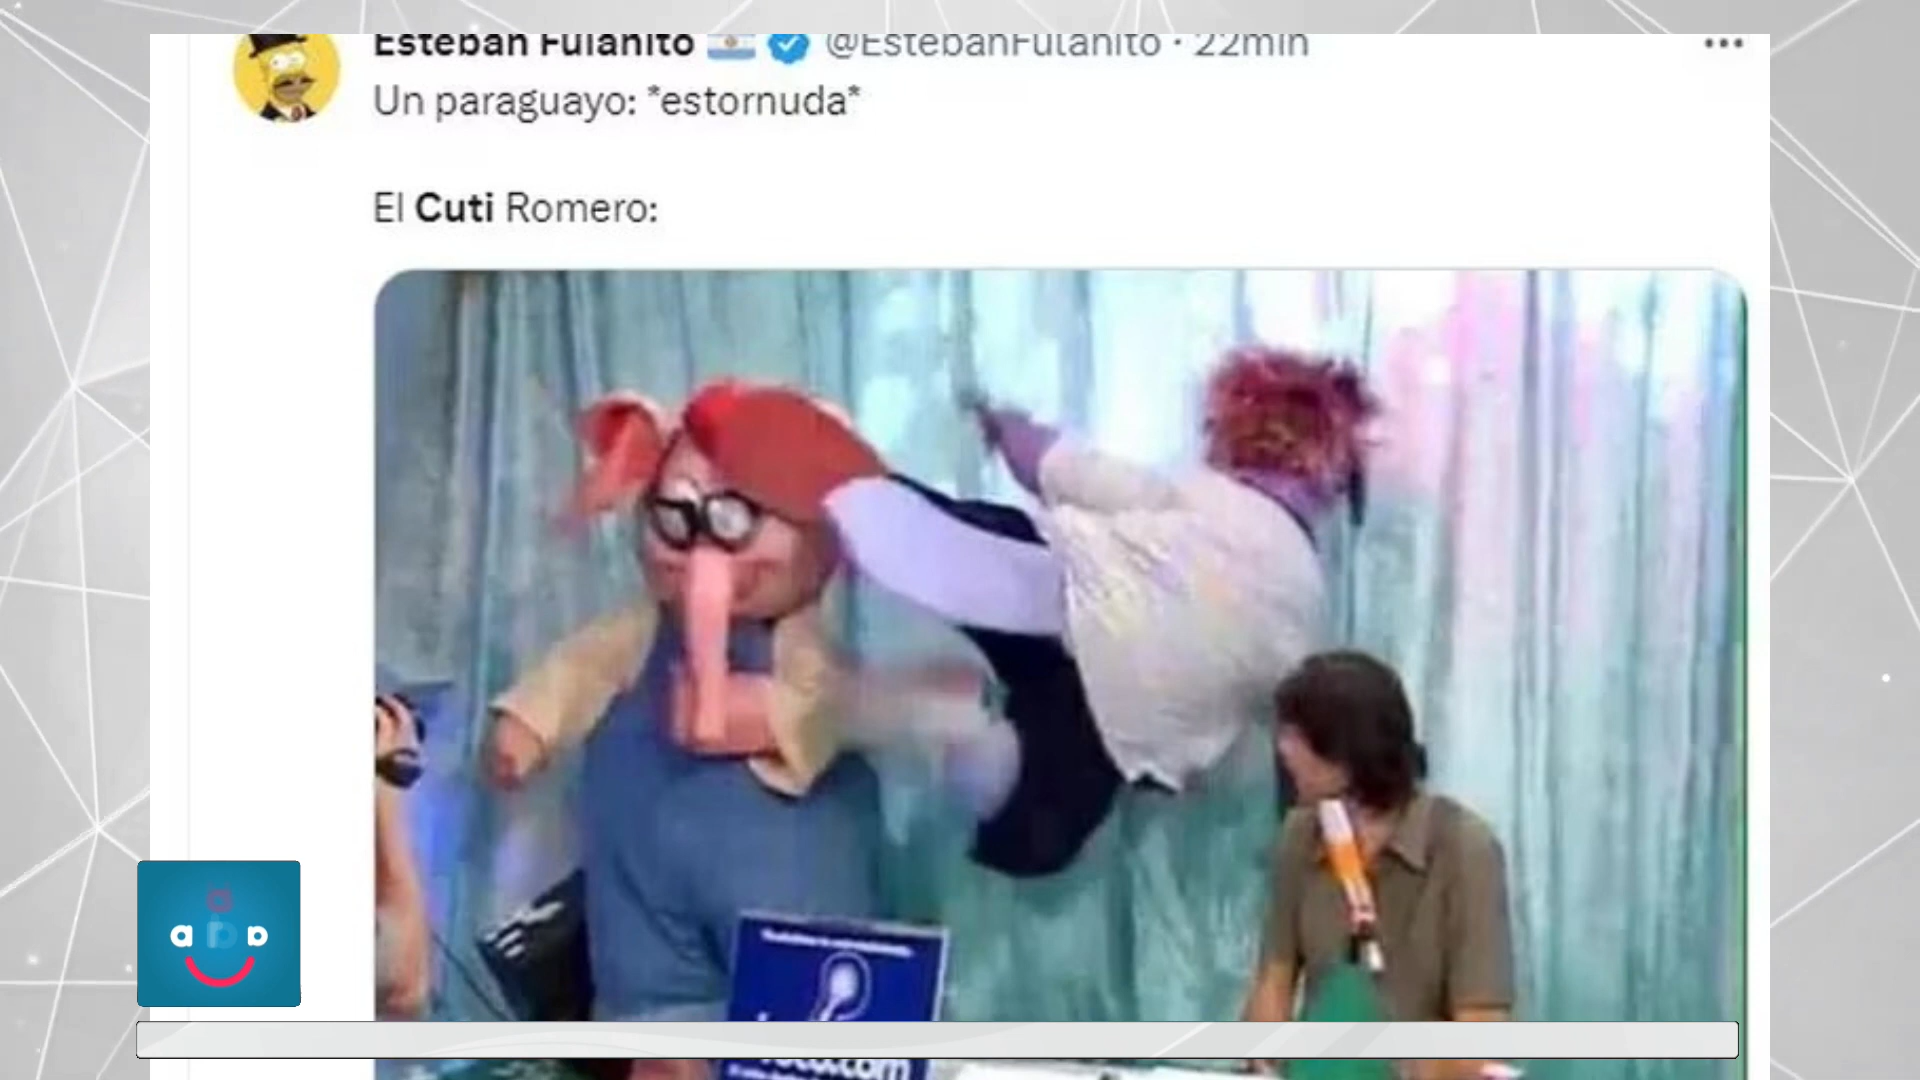 Esteban Fulanito @EstebanFulanito · 22min
Un paraguayo: *estornuda*
El Cuti Romero: